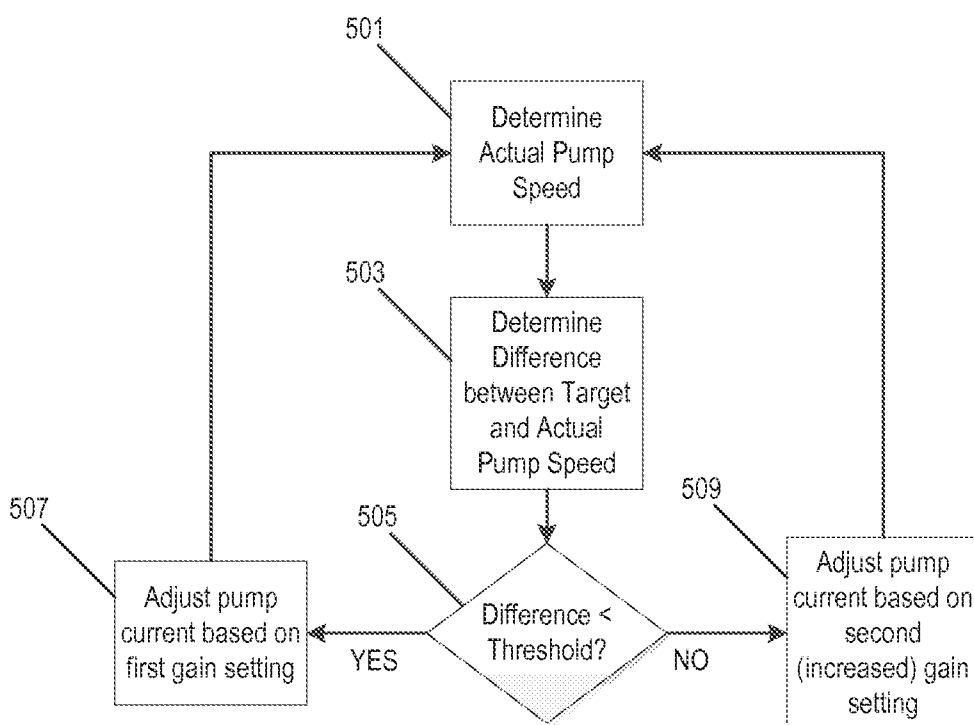 501
Determine
Actual Pump
Speed
503
Determine
Difference
between Target
and Actual
Pump Speed
507
Adjust pump
current based on
first gain setting
505
Difference <
Threshold?
YES
NO
509
Adjust pump
current based on
second
(increased) gain
setting